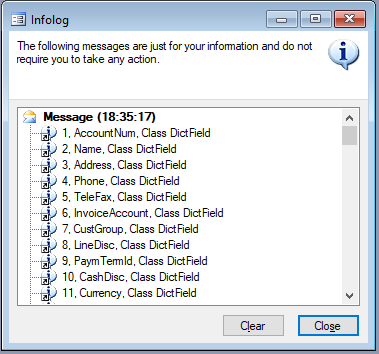 Infolog
The following messages are just for your information and do not
require you to take any action.
Message (18:35:17)
1, AccountNum, Class DictField
2, Name, Class DictField
3, Address, Class DictField
4, Phone, Class DictField
5, TeleFax, Class DictField
6, InvoiceAccount, Class DictField
7, CustGroup, Class DictField
8, LineDisc, Class DictField
9, PaymTermId, Class DictField
10, CashDisc, Class DictField
11, Currency, Class DictField
Clear
Close